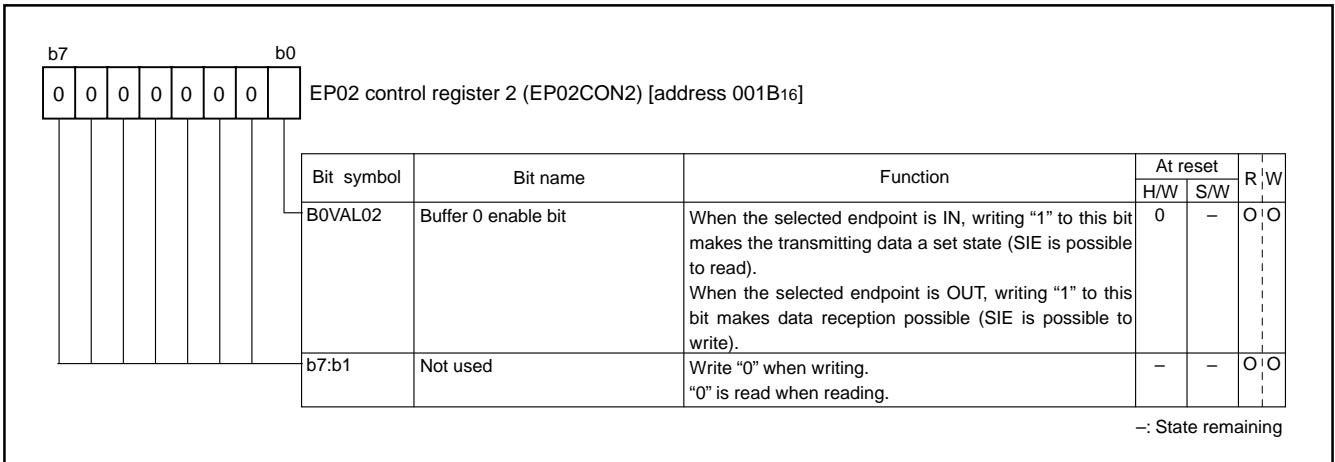 b7 b0
0 0 0 0 0 0 0 EP02 control register 2 (EP02CON2) [address 001B16]
Bit symbol Bit name Function At reset R W
H/W S/W
B0VAL02 Buffer 0 enable bit When the selected endpoint is IN, writing “1” to this bit 0 – O O
makes the transmitting data a set state (SIE is possible
to read).
When the selected endpoint is OUT, writing “1” to this
bit makes data reception possible (SIE is possible to
write).
b7:b1 Not used Write “0” when writing. – – O O
“0” is read when reading.
–: State remaining